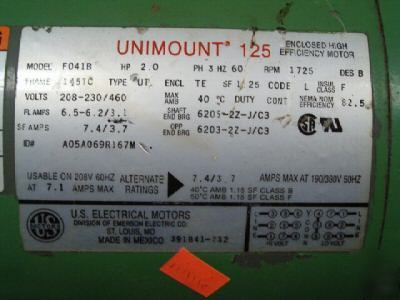 UNIMOUNT® 125 ENCLOSED HIGH EFFICIENCY MOTOR
MODEL F041B HP 2.0 PH 3 HZ 60 RPM 1725 DES B
FRAME 145TC TYPE UT ENCL TE SF 1.25 CODE L INS CLASS F
VOLTS 208-230/460 MAX AMB 40 °C DUTY CONT NEMA NOM EFFICIENCY 82.5
FL AMPS 6.5-6.2/3.1 SHAFT END BRG 6205-2Z-J/C3
SF AMPS 7.4/3.7 OPP END BRG 6203-2Z-J/C3
ID# A05A069R167M
USABLE ON 208V 60HZ AT 7.1 AMPS MAX
ALTERNATE RATINGS
7.4/3.7 AMPS MAX AT 190/380V 50HZ
40°C AMB 1.15 SF CLASS B
50°C AMB 1.15 SF CLASS F
US
MOTORS
U.S. ELECTRICAL MOTORS
DIVISION OF EMERSON ELECTRIC CO.
ST. LOUIS, MO
MADE IN MEXICO 391841-232
HI VOLT
LOW VOLT